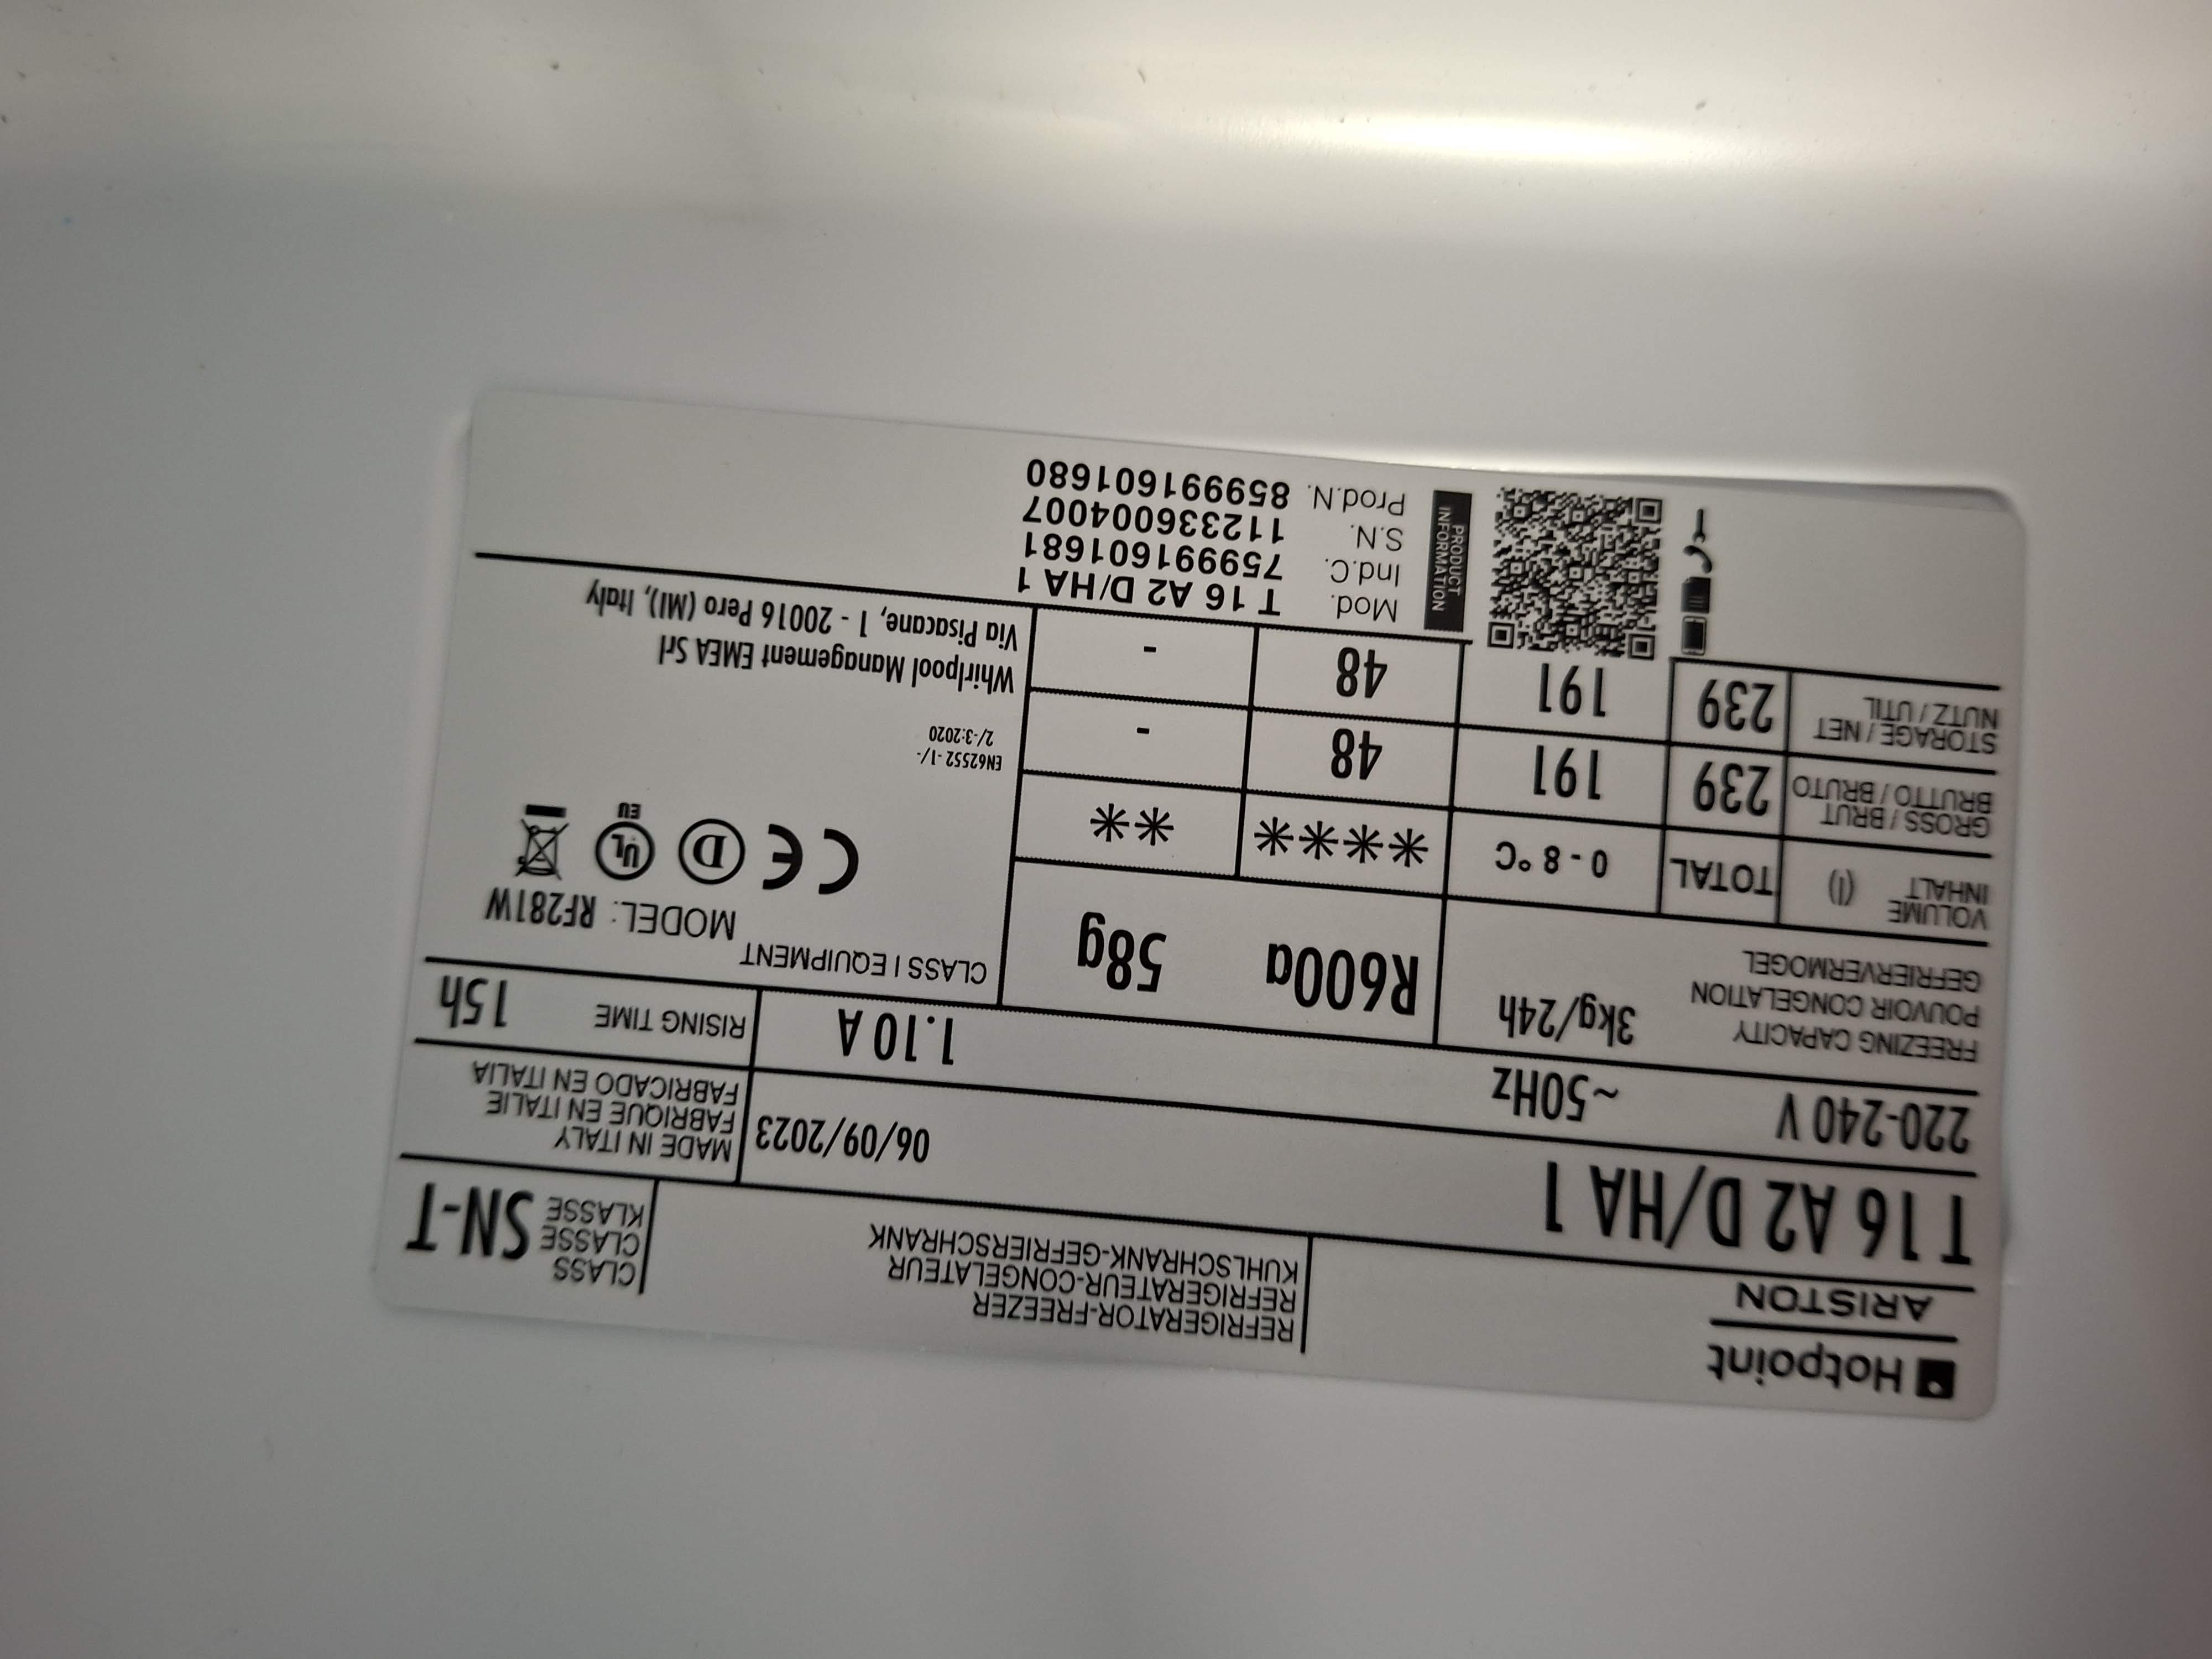 Hotpoint
ARISTON
REFRIGERATOR-FREEZER
REFRIGERATEUR-CONGELATEUR
KUHLSCHRANK-GEFRIERSCHRANK
CLASS
CLASSE
KLASSE
SN-T
T16 A2 D/HA 1
06/09/2023
MADE IN ITALY
FABRIQUE EN ITALIE
FABRICADO EN ITALIA
220-240 V
~50Hz
1.10 A
RISING TIME
15h
FREEZING CAPACITY
POUVOIR CONGELATION
GEFRIERVERMOGEL
3kg/24h
R600a
58g
CLASS I EQUIPMENT
MODEL: RF281W
VOLUME
INHALT
(l)
TOTAL
0 - 8 °C
****
**
CE
D
UL
EU
GROSS / BRUT /
BRUTTO / BRUTO
239
191
48
-
EN62552 -1/-
2/-3:2020
STORAGE / NET /
NUTZ / UTIL
239
191
48
-
Whirlpool Management EMEA Srl
Via Pisacane, 1 - 20016 Pero (MI), Italy
PRODUCT
INFORMATION
Mod. T 16 A2 D/HA 1
Ind.C. 759991601681
S.N. 112336004007
Prod.N. 859991601680